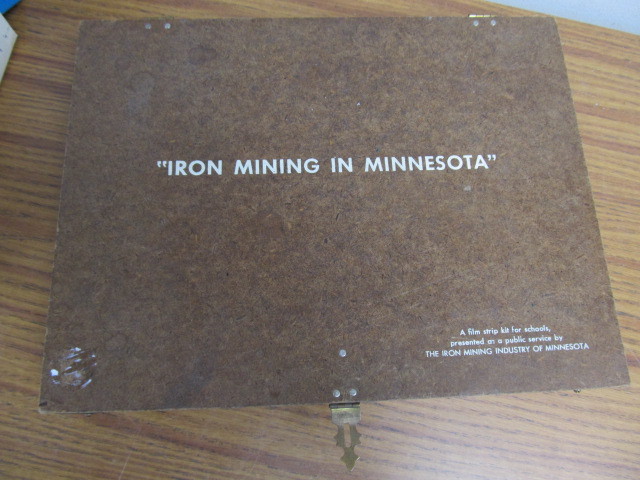 "IRON MINING IN MINNESOTA"
A film strip kit for schools,
presented as a public service by
THE IRON MINING INDUSTRY OF MINNESOTA